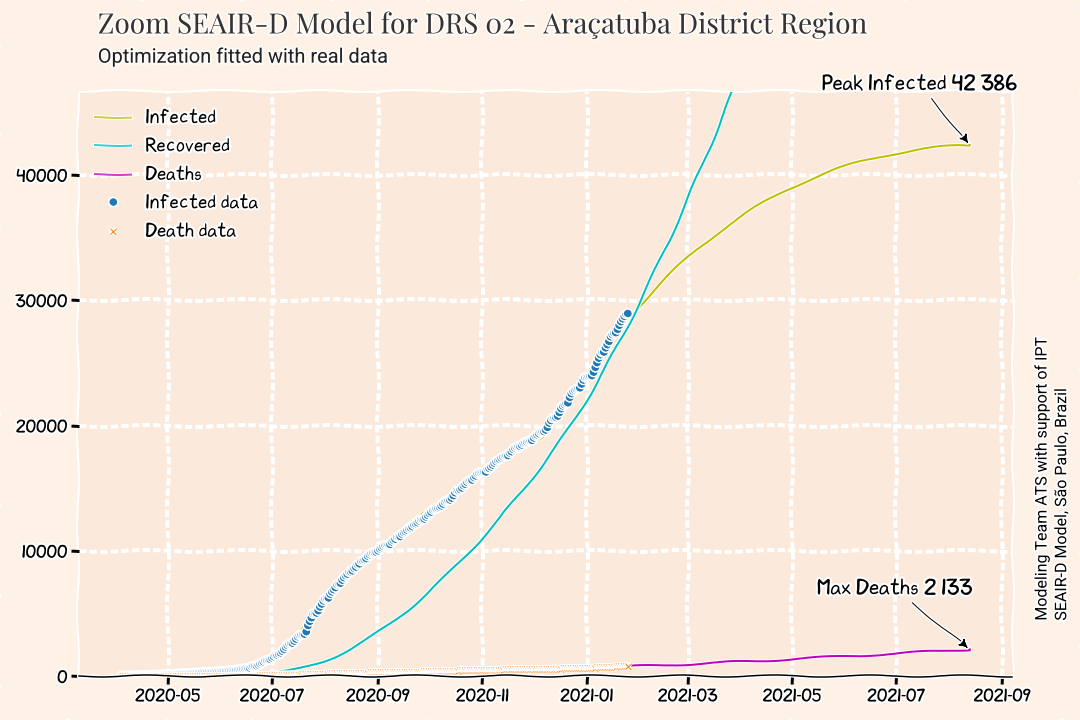 Zoom SEAIR-D Model for DRS 02 - Araçatuba District Region
Optimization fitted with real data
Peak Infected 42 386
Infected
Recovered
Deaths
Infected data
Death data
40000
30000
20000
10000
0
Max Deaths 2133
2020-05
2020-07
2020-09
2020-11
2021-01
2021-03
2021-05
2021-07
2021-09
Modeling Team ATS with support of IPT
SEAIR-D Model, São Paulo, Brazil